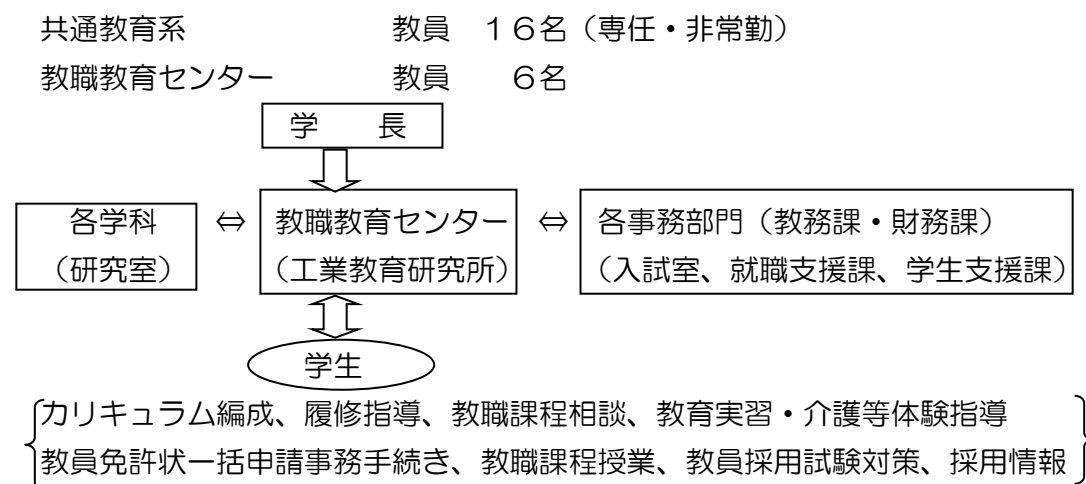 共通教育系 教員 16名（専任・非常勤）
教職教育センター 教員 6名
学 長
各学科 ⇔ 教職教育センター ⇔ 各事務部門（教務課・財務課）
（研究室） （工業教育研究所） （入試室、就職支援課、学生支援課）
学生
カリキュラム編成、履修指導、教職課程相談、教育実習・介護等体験指導
教員免許状一括申請事務手続き、教職課程授業、教員採用試験対策、採用情報